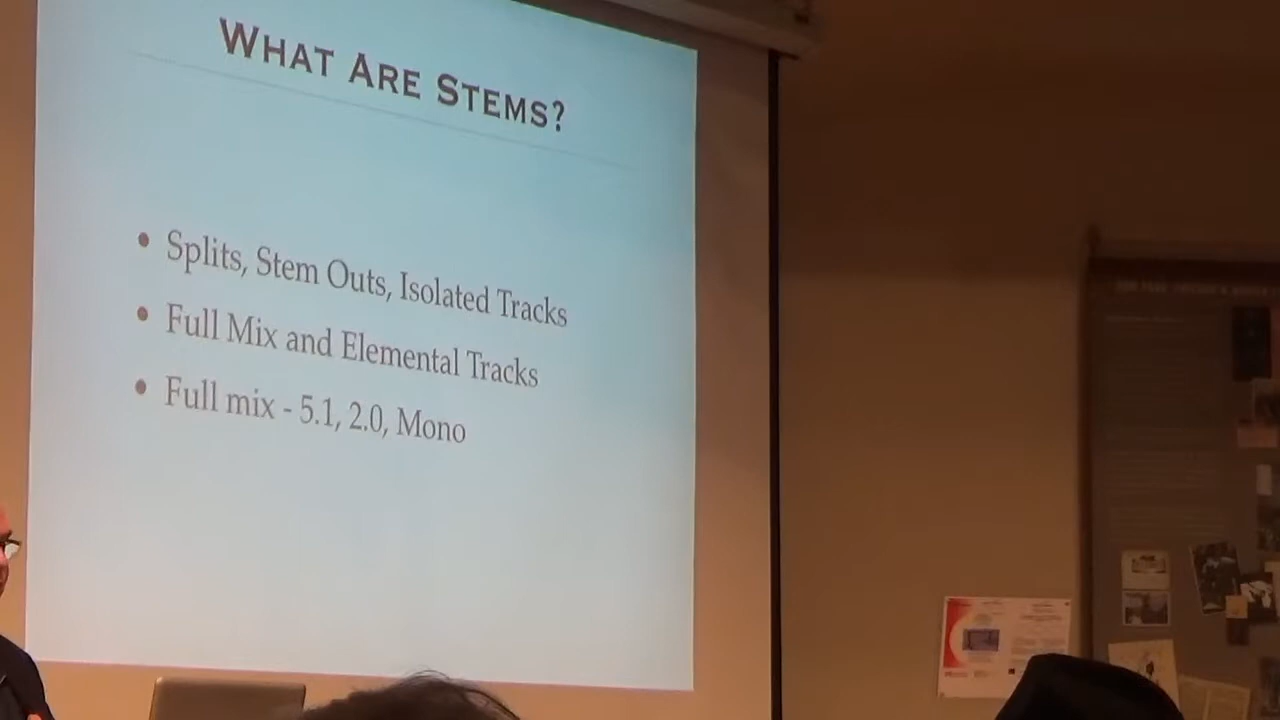 What Are Stems?
Splits, Stem Outs, Isolated Tracks
Full Mix and Elemental Tracks
Full mix - 5.1, 2.0, Mono